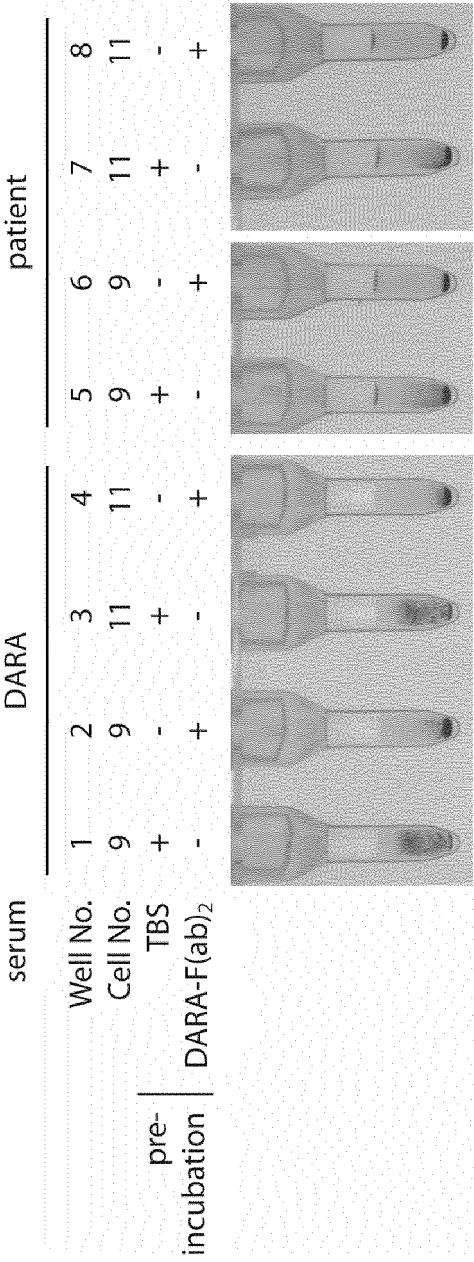 serum DARA patient
Well No. 1 2 3 4 5 6 7 8
Cell No. 9 9 11 11 9 9 11 11
pre-incubation
TBS + - + - + - + -
DARA-F(ab)2 - + - + - + - +